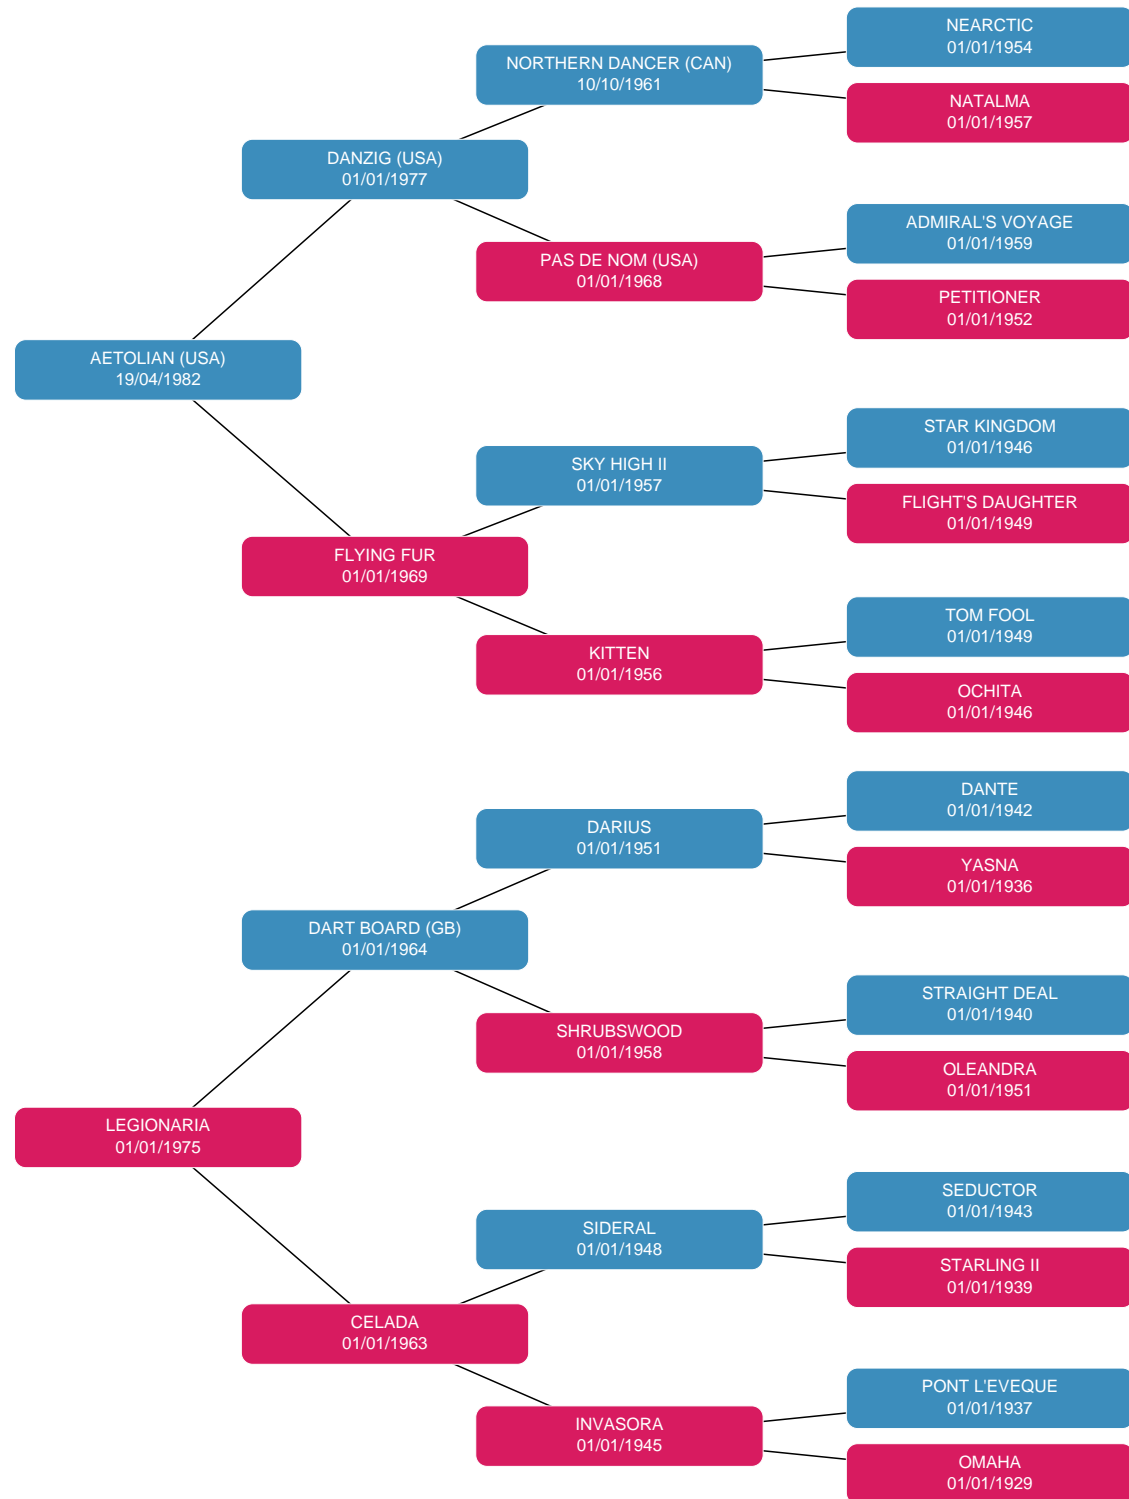 NEARCTIC
01/01/1954
NORTHERN DANCER (CAN)
10/10/1961
NATALMA
01/01/1957
DANZIG (USA)
01/01/1977
ADMIRAL'S VOYAGE
01/01/1959
PAS DE NOM (USA)
01/01/1968
PETITIONER
01/01/1952
AETOLIAN (USA)
19/04/1982
STAR KINGDOM
01/01/1946
SKY HIGH II
01/01/1957
FLIGHT'S DAUGHTER
01/01/1949
FLYING FUR
01/01/1969
TOM FOOL
01/01/1949
KITTEN
01/01/1956
OCHITA
01/01/1946
DANTE
01/01/1942
DARIUS
01/01/1951
YASNA
01/01/1936
DART BOARD (GB)
01/01/1964
STRAIGHT DEAL
01/01/1940
SHRUBSWOOD
01/01/1958
OLEANDRA
01/01/1951
LEGIONARIA
01/01/1975
SEDUCTOR
01/01/1943
SIDERAL
01/01/1948
STARLING II
01/01/1939
CELADA
01/01/1963
PONT L'EVEQUE
01/01/1937
INVASORA
01/01/1945
OMAHA
01/01/1929